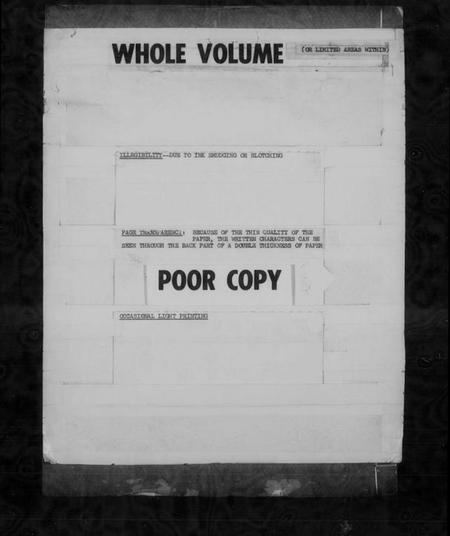 WHOLE VOLUME (OR LIMITED AREAS WITHIN)
ILLEGIBILITY--DUE TO INK SMUDGING OR BLOTCHING
PAGE TRANSPARENCY: BECAUSE OF THE THIN QUALITY OF THE
PAPER, THE WRITTEN CHARACTERS CAN BE
SEEN THROUGH THE BACK PART OF A DOUBLE THICKNESS OF PAPER
POOR COPY
OCCASIONAL LIGHT PRINTING